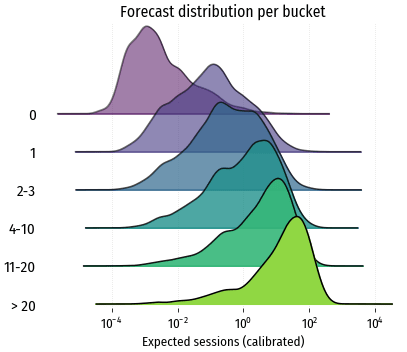 Forecast distribution per bucket
0
1
2-3
4-10
11-20
> 20
10⁻⁴ 10⁻² 10⁰ 10² 10⁴
Expected sessions (calibrated)